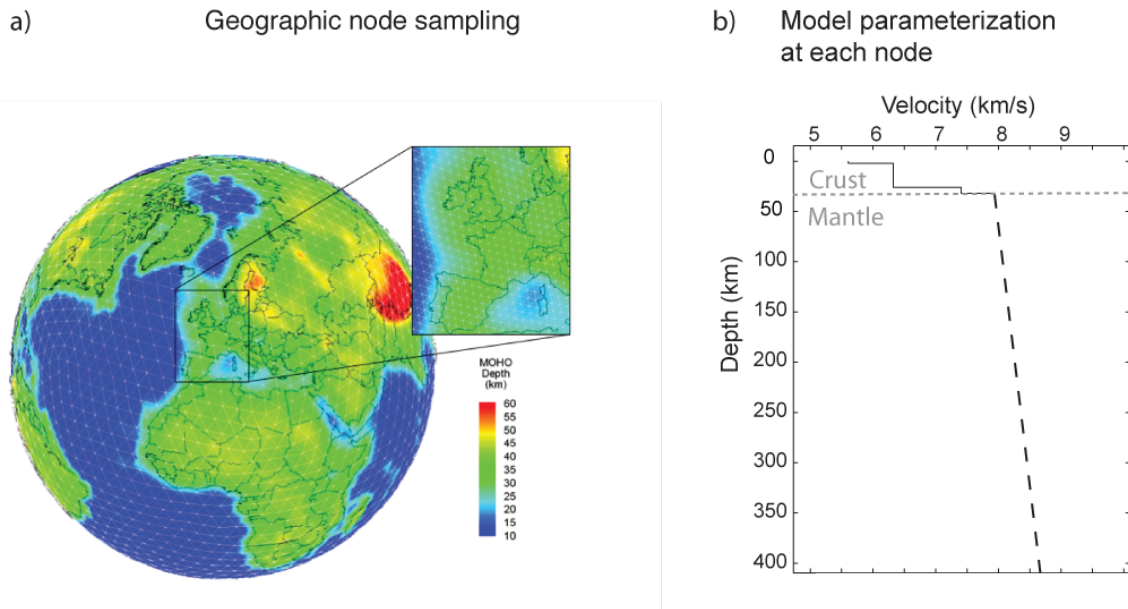 a) Geographic node sampling
MOHO
Depth
(km)
60
55
50
45
40
35
30
25
20
15
10
b) Model parameterization
at each node
Velocity (km/s)
5 6 7 8 9
0
50
100
150
200
250
300
350
400
Depth (km)
Crust
Mantle